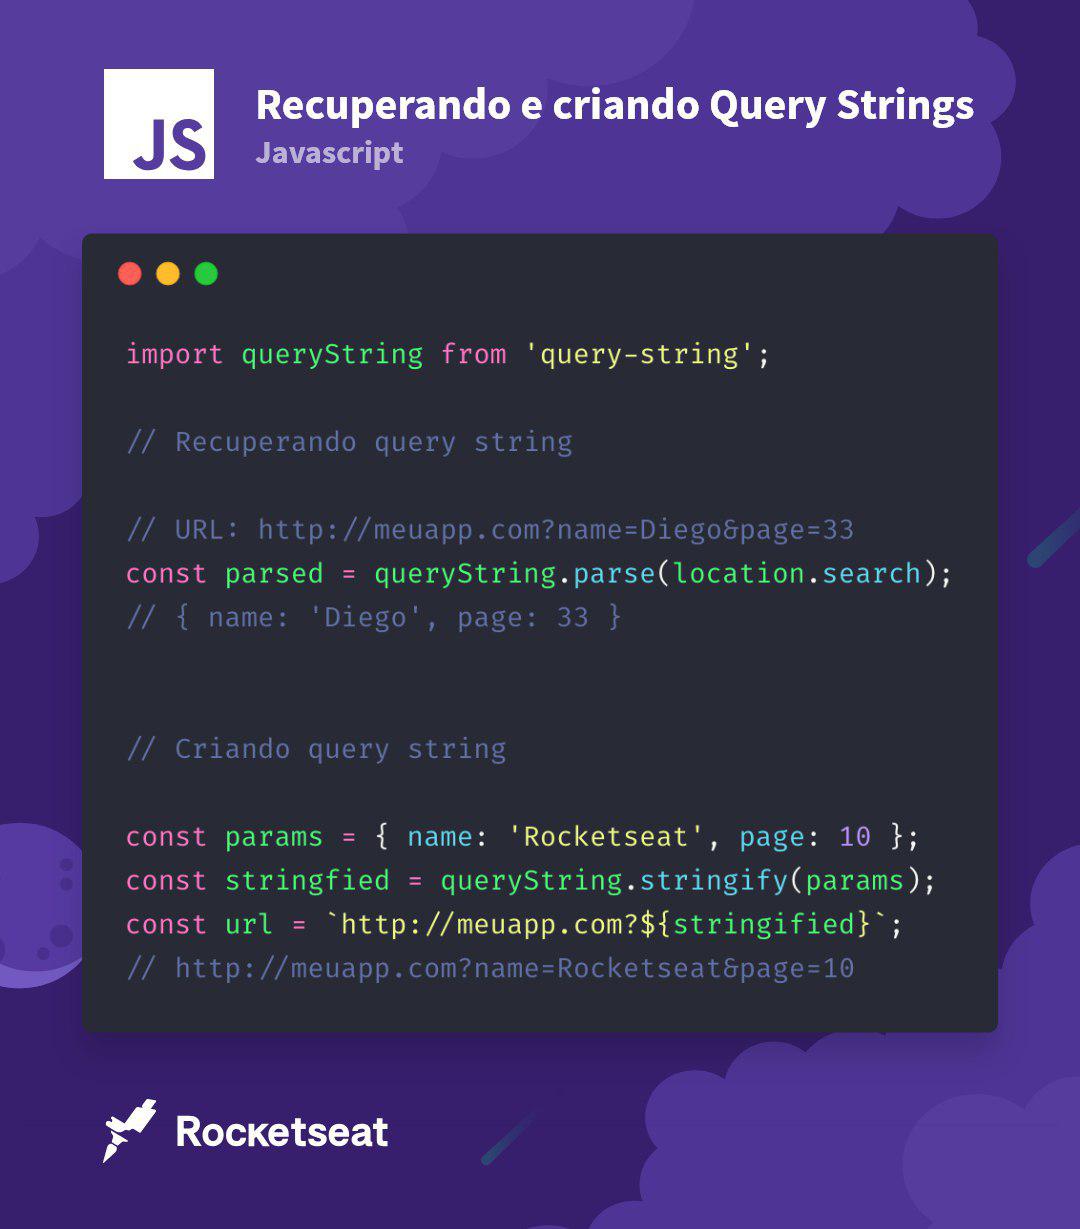 JS
Recuperando e criando Query Strings
Javascript
import queryString from 'query-string';
// Recuperando query string
// URL: http://meuapp.com?name=Diego&page=33
const parsed = queryString.parse(location.search);
// { name: 'Diego', page: 33 }
// Criando query string
const params = { name: 'Rocketseat', page: 10 };
const stringfied = queryString.stringify(params);
const url = `http://meuapp.com?${stringified}`;
// http://meuapp.com?name=Rocketseat&page=10
Rocketseat